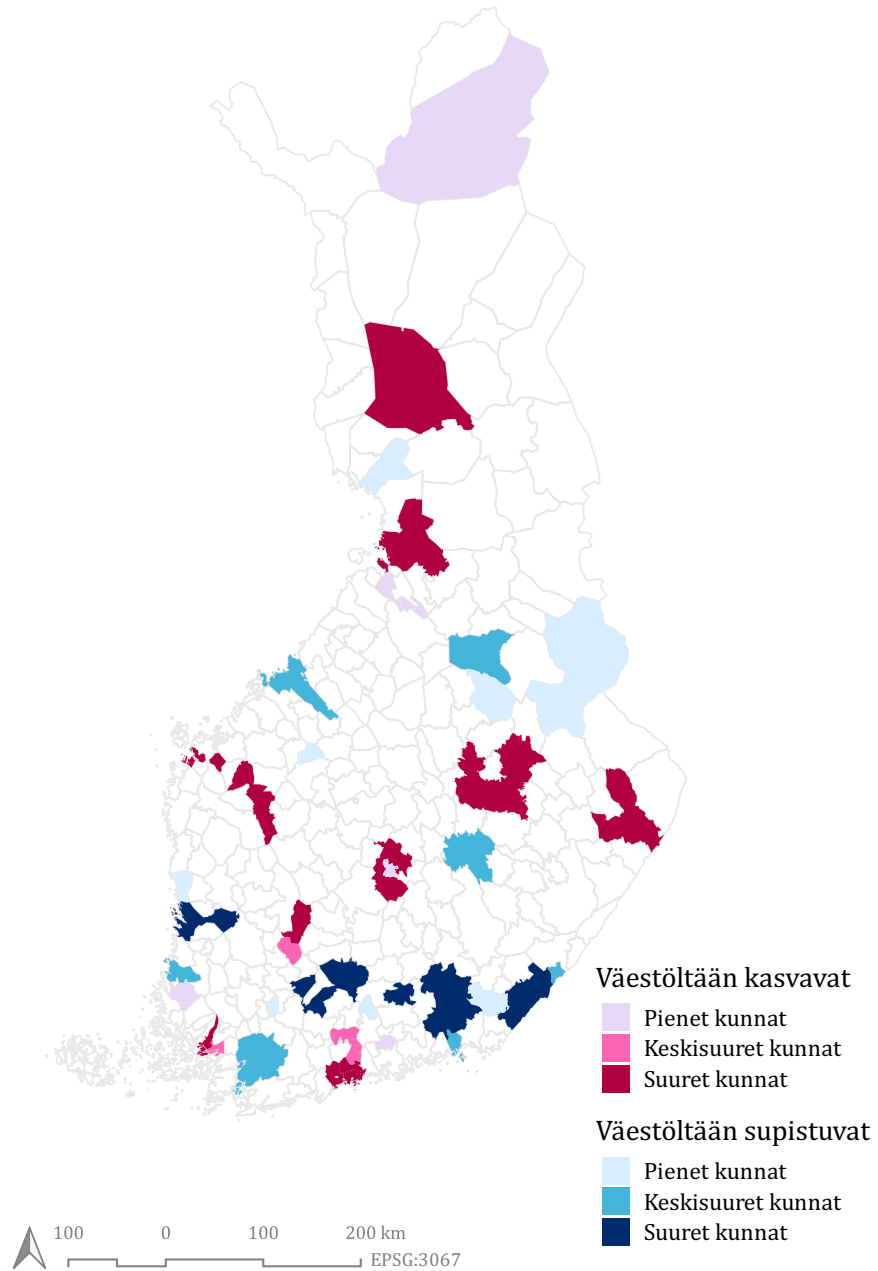 Väestöltään kasvavat
Pienet kunnat
Keskisuuret kunnat
Suuret kunnat
Väestöltään supistuvat
Pienet kunnat
Keskisuuret kunnat
Suuret kunnat
100 0 100 200 km
EPSG:3067